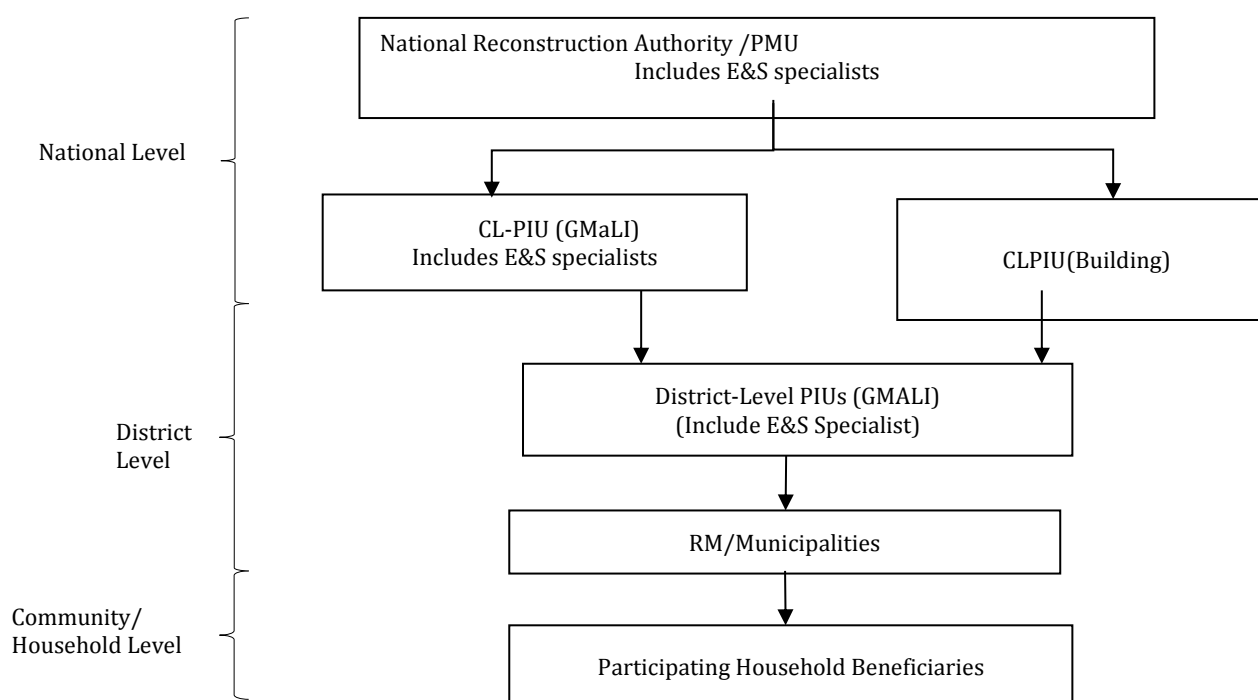 National Reconstruction Authority /PMU
Includes E&S specialists
National Level
CL-PIU (GMaLI)
Includes E&S specialists
CLPIU(Building)
District-Level PIUs (GMALI)
(Include E&S Specialist)
District
Level
RM/Municipalities
Community/
Household Level
Participating Household Beneficiaries